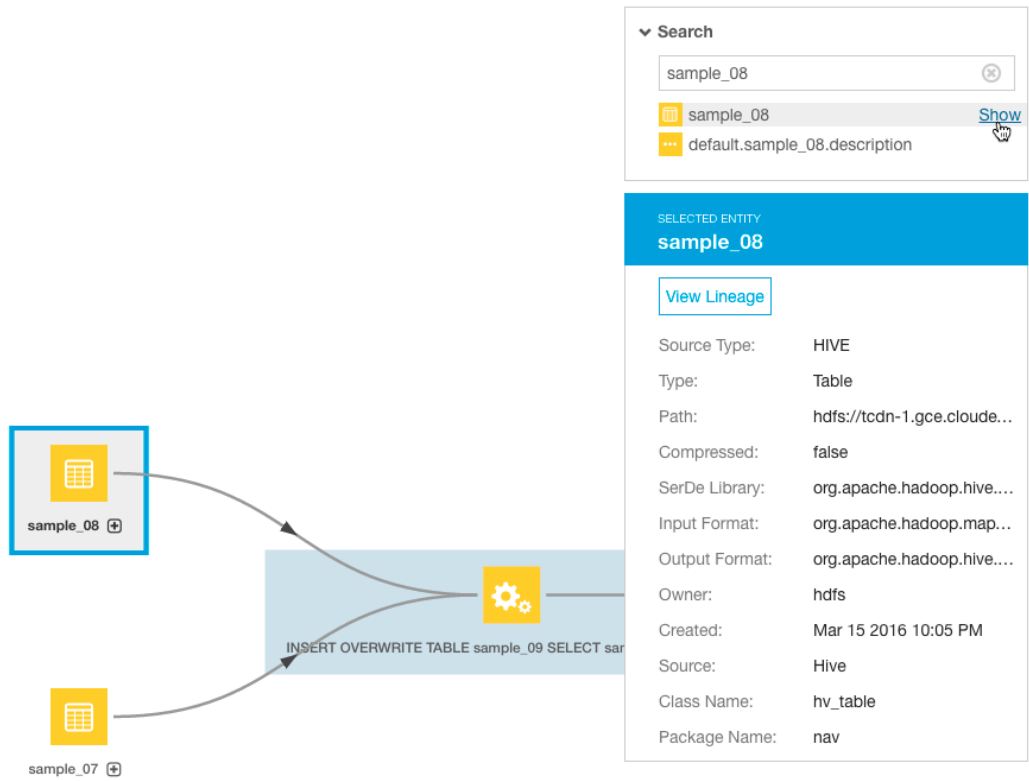 Search
sample_08
sample_08 Show
default.sample_08.description
SELECTED ENTITY
sample_08
View Lineage
Source Type: HIVE
Type: Table
Path: hdfs://tcdn-1.gce.cloude...
Compressed: false
SerDe Library: org.apache.hadoop.hive....
Input Format: org.apache.hadoop.map...
Output Format: org.apache.hadoop.hive....
Owner: hdfs
Created: Mar 15 2016 10:05 PM
Source: Hive
Class Name: hv_table
Package Name: nav
sample_08
INSERT OVERWRITE TABLE sample_09 SELECT sar
sample_07